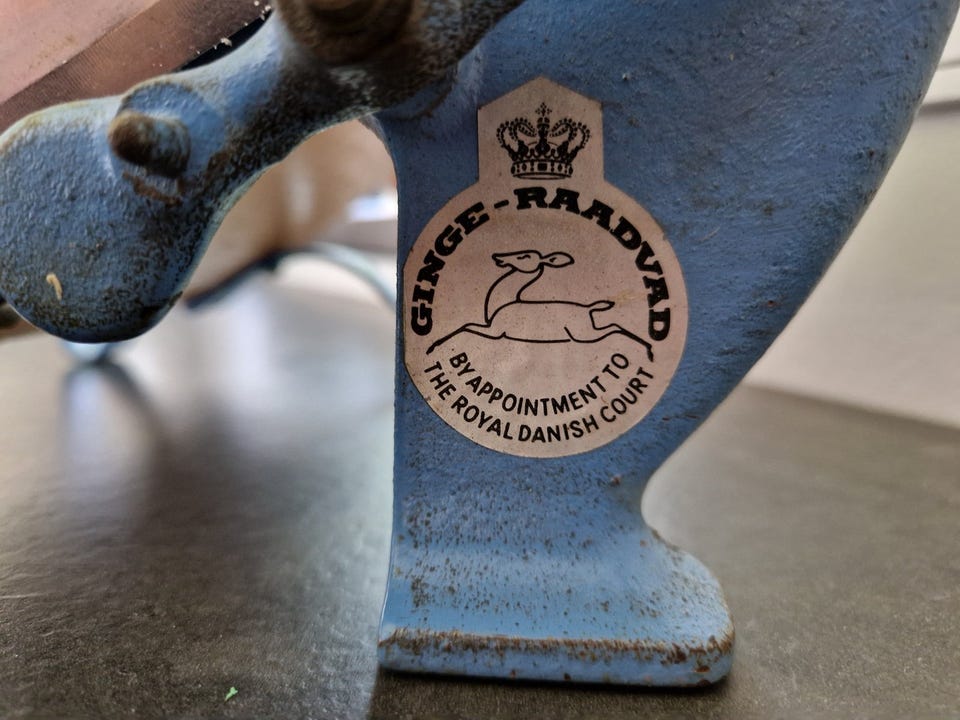 GINGE-RAADVAD
BY APPOINTMENT TO
THE ROYAL DANISH COURT